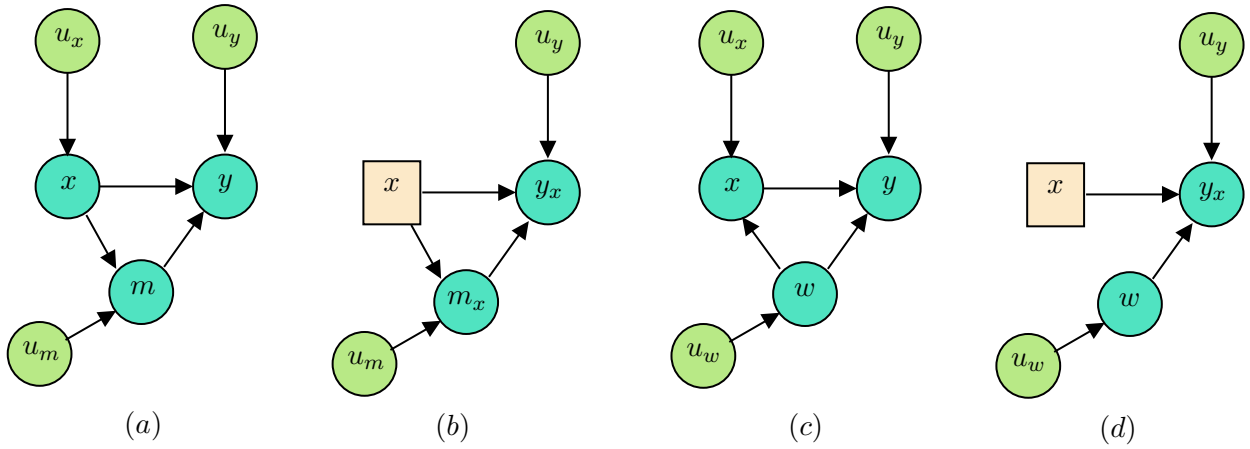 u_x u_y u_y u_x u_y u_y
x y x y_x x y x y_x
m m_x w w
u_m u_m u_w u_w
(a) (b) (c) (d)